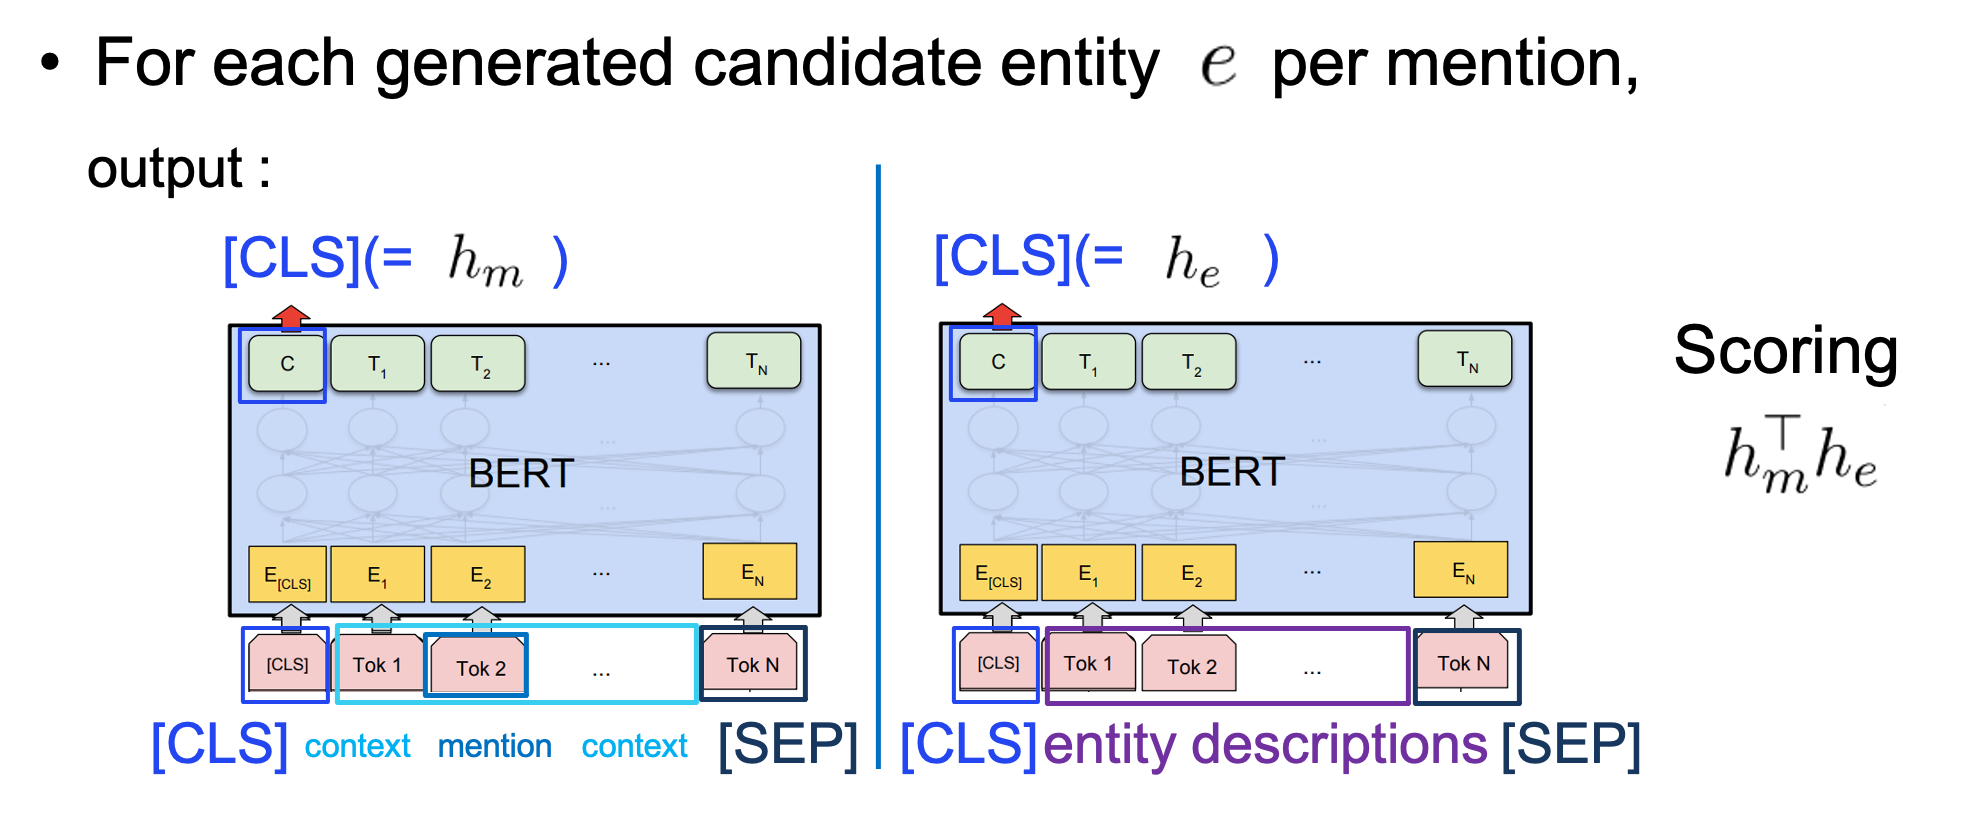 • For each generated candidate entity e per mention,
output :
[CLS](= h_m )
[CLS](= h_e )
C T_1 T_2 ... T_N
C T_1 T_2 ... T_N
Scoring
h_m^⊤ h_e
...
...
BERT
BERT
...
...
E_[CLS] E_1 E_2 ... E_N
E_[CLS] E_1 E_2 ... E_N
[CLS] Tok 1 Tok 2 ... Tok N
[CLS] Tok 1 Tok 2 ... Tok N
[CLS] context mention context [SEP]
[CLS] entity descriptions [SEP]